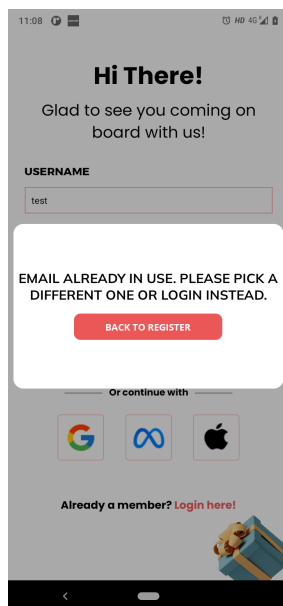 11:08 HD 4G
Hi There!
Glad to see you coming on
board with us!
USERNAME
test
EMAIL ALREADY IN USE. PLEASE PICK A
DIFFERENT ONE OR LOGIN INSTEAD.
BACK TO REGISTER
Or continue with
Already a member? Login here!